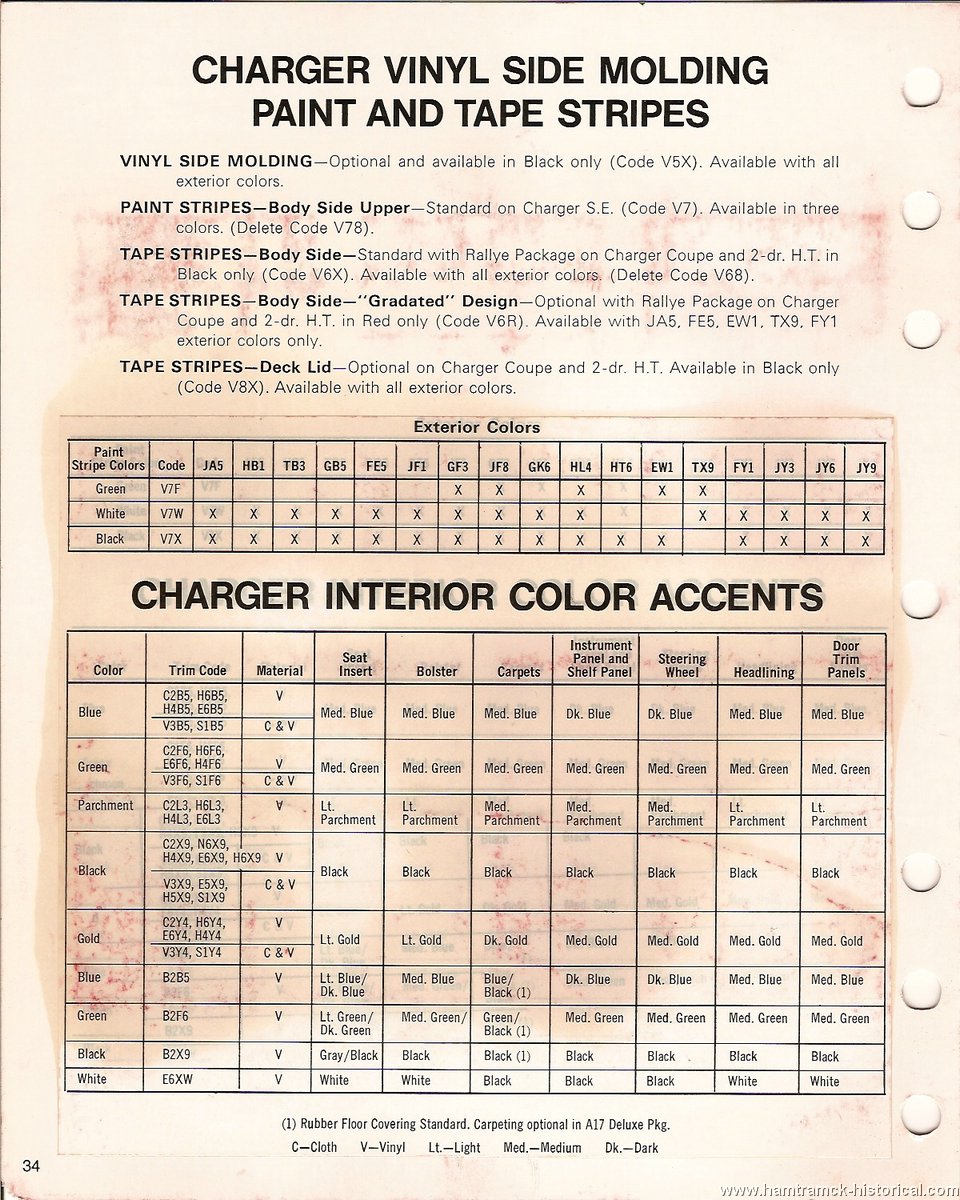 CHARGER VINYL SIDE MOLDING
PAINT AND TAPE STRIPES
VINYL SIDE MOLDING—Optional and available in Black only (Code V5X). Available with all
exterior colors.
PAINT STRIPES—Body Side Upper—Standard on Charger S.E. (Code V7). Available in three
colors. (Delete Code V78).
TAPE STRIPES—Body Side—Standard with Rallye Package on Charger Coupe and 2-dr. H.T. in
Black only (Code V6X). Available with all exterior colors. (Delete Code V68).
TAPE STRIPES—Body Side—"Gradated" Design—Optional with Rallye Package on Charger
Coupe and 2-dr. H.T. in Red only (Code V6R). Available with JA5, FE5, EW1, TX9, FY1
exterior colors only.
TAPE STRIPES—Deck Lid—Optional on Charger Coupe and 2-dr. H.T. Available in Black only
(Code V8X). Available with all exterior colors.
Exterior Colors
Paint
Stripe Colors Code JA5 HB1 TB3 GB5 FE5 JF1 GF3 JF8 GK6 HL4 HT6 EW1 TX9 FY1 JY3 JY6 JY9
Green V7F X X X X X
White V7W X X X X X X X X X X X X X X X
Black V7X X X X X X X X X X X X X X X X X
CHARGER INTERIOR COLOR ACCENTS
Color Trim Code Material Seat Insert Bolster Carpets Instrument Panel and Shelf Panel Steering Wheel Headlining Door Trim Panels
Blue C2B5, H6B5, H4B5, E6B5 V Med. Blue Med. Blue Med. Blue Dk. Blue Dk. Blue Med. Blue Med. Blue
V3B5, S1B5 C & V
Green C2F6, H6F6, E6F6, H4F6 V Med. Green Med. Green Med. Green Med. Green Med. Green Med. Green Med. Green
V3F6, S1F6 C & V
Parchment C2L3, H6L3, H4L3, E6L3 V Lt. Parchment Lt. Parchment Med. Parchment Med. Parchment Med. Parchment Lt. Parchment Lt. Parchment
Black C2X9, N6X9, H4X9, E6X9, H6X9 V Black Black Black Black Black Black Black
V3X9, E5X9, H5X9, S1X9 C & V
Gold C2Y4, H6Y4, E6Y4, H4Y4 V Lt. Gold Lt. Gold Dk. Gold Med. Gold Med. Gold Med. Gold Med. Gold
V3Y4, S1Y4 C & V
Blue B2B5 V Lt. Blue/ Dk. Blue Med. Blue Blue/ Black (1) Dk. Blue Dk. Blue Med. Blue Med. Blue
Green B2F6 V Lt. Green/ Dk. Green Med. Green/ Green/ Black (1) Med. Green Med. Green Med. Green Med. Green
Black B2X9 V Gray/Black Black Black (1) Black Black Black Black
White E6XW V White White Black Black Black White White
(1) Rubber Floor Covering Standard. Carpeting optional in A17 Deluxe Pkg.
C—Cloth V—Vinyl Lt.—Light Med.—Medium Dk.—Dark
34
www.hamtramck-historical.com